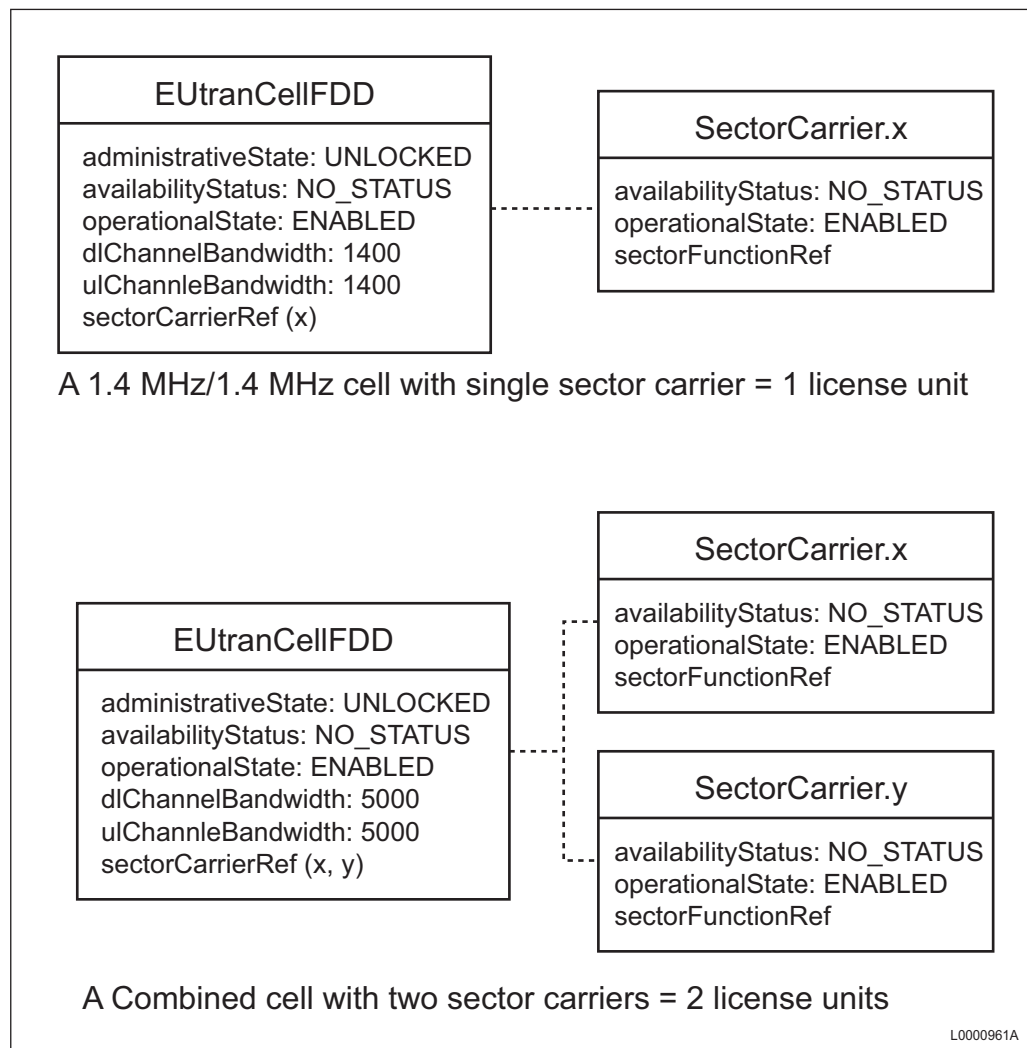 EUtranCellFDD
administrativeState: UNLOCKED
availabilityStatus: NO_STATUS
operationalState: ENABLED
dlChannelBandwidth: 1400
ulChannleBandwidth: 1400
sectorCarrierRef (x)
SectorCarrier.x
availabilityStatus: NO_STATUS
operationalState: ENABLED
sectorFunctionRef
A 1.4 MHz/1.4 MHz cell with single sector carrier = 1 license unit
EUtranCellFDD
administrativeState: UNLOCKED
availabilityStatus: NO_STATUS
operationalState: ENABLED
dlChannelBandwidth: 5000
ulChannleBandwidth: 5000
sectorCarrierRef (x, y)
SectorCarrier.x
availabilityStatus: NO_STATUS
operationalState: ENABLED
sectorFunctionRef
SectorCarrier.y
availabilityStatus: NO_STATUS
operationalState: ENABLED
sectorFunctionRef
A Combined cell with two sector carriers = 2 license units
L0000961A